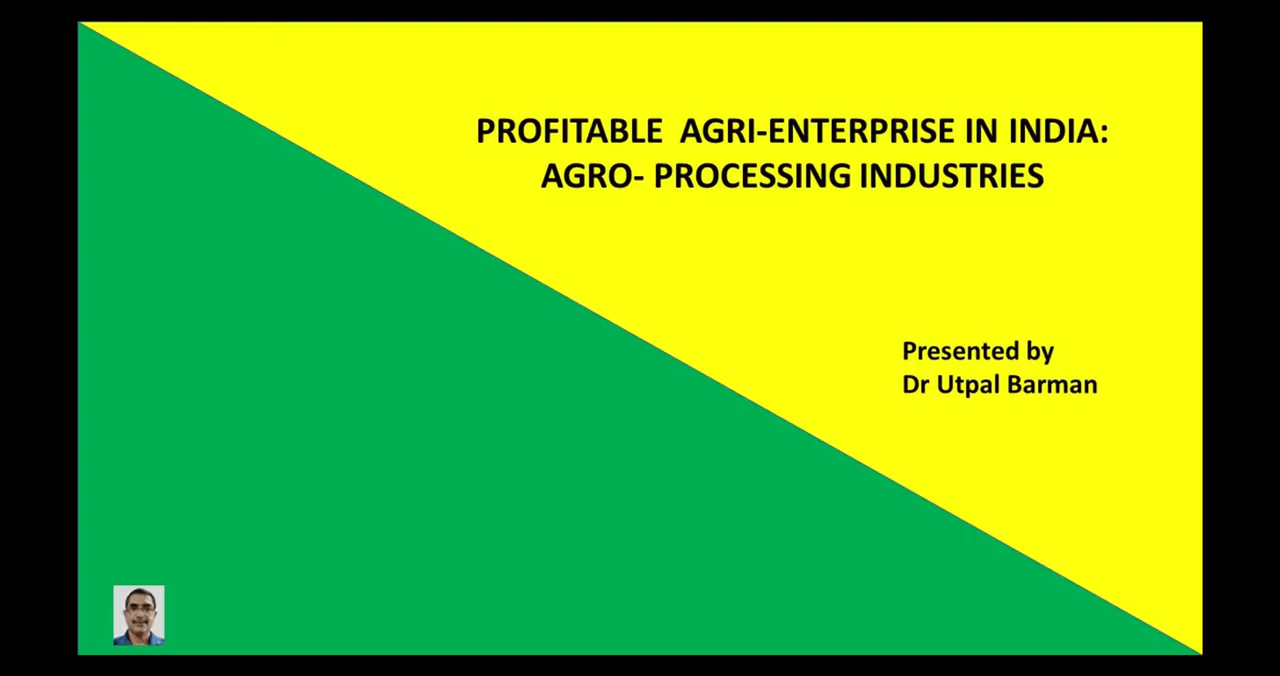 PROFITABLE AGRI-ENTERPRISE IN INDIA:
AGRO- PROCESSING INDUSTRIES
Presented by
Dr Utpal Barman